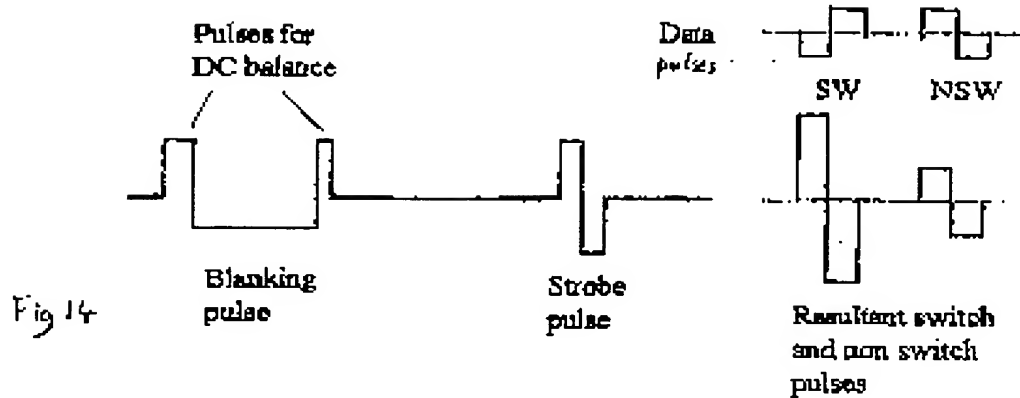 Pulses for
DC balance
Data
pulses
SW NSW
Blanking
pulse
Strobe
pulse
Fig 14
Resultant switch
and non switch
pulses